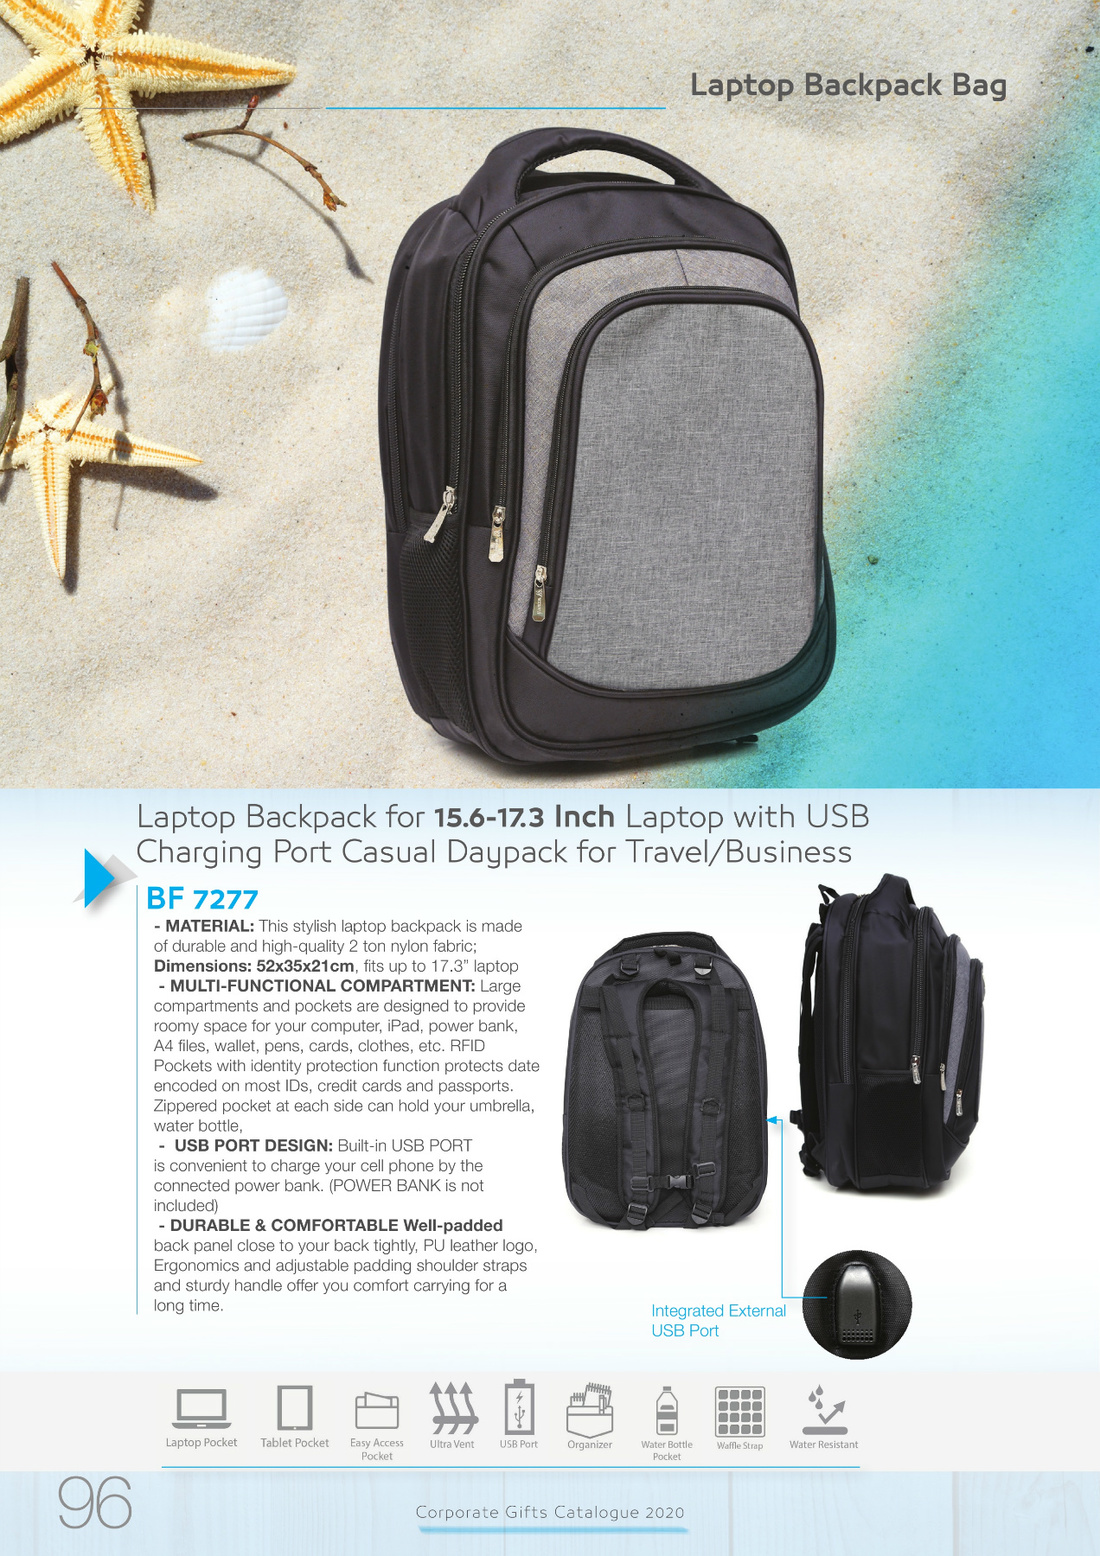 Laptop Backpack Bag
Laptop Backpack for 15.6-17.3 Inch Laptop with USB
Charging Port Casual Daypack for Travel/Business
BF 7277
- MATERIAL: This stylish laptop backpack is made
of durable and high-quality 2 ton nylon fabric;
Dimensions: 52x35x21cm, fits up to 17.3” laptop
- MULTI-FUNCTIONAL COMPARTMENT: Large
compartments and pockets are designed to provide
roomy space for your computer, iPad, power bank,
A4 files, wallet, pens, cards, clothes, etc. RFID
Pockets with identity protection function protects date
encoded on most IDs, credit cards and passports.
Zippered pocket at each side can hold your umbrella,
water bottle,
- USB PORT DESIGN: Built-in USB PORT
is convenient to charge your cell phone by the
connected power bank. (POWER BANK is not
included)
- DURABLE & COMFORTABLE Well-padded
back panel close to your back tightly, PU leather logo,
Ergonomics and adjustable padding shoulder straps
and sturdy handle offer you comfort carrying for a
long time.
Integrated External
USB Port
Laptop Pocket
Tablet Pocket
Easy Access
Pocket
Ultra Vent
USB Port
Organizer
Water Bottle
Pocket
Waffle Strap
Water Resistant
96
Corporate Gifts Catalogue 2020